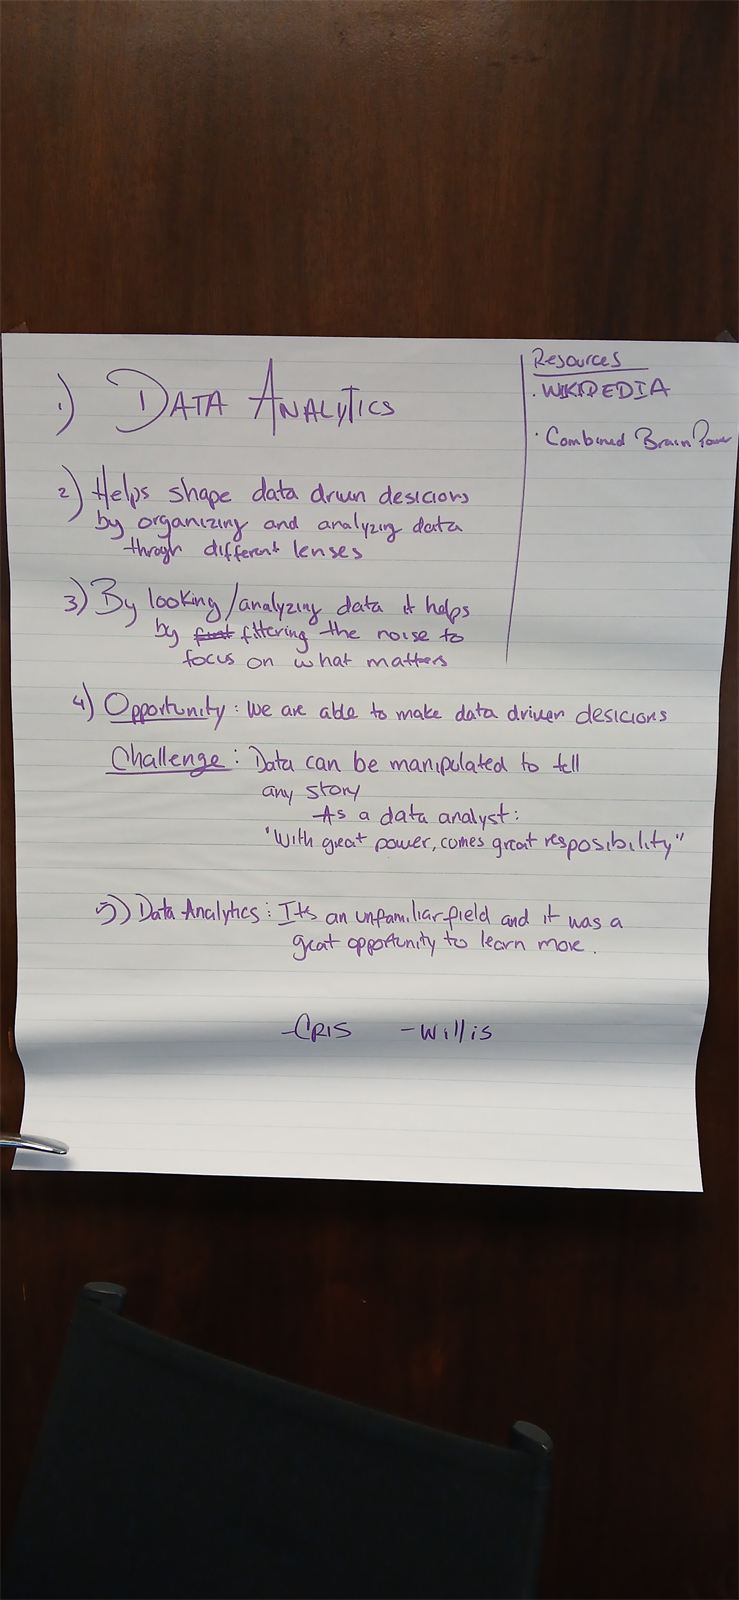 1.) DATA ANALYTICS
2) Helps shape data drivn desicions
by organizing and analyzing data
throgh different lenses
3) By looking/analyzing data it helps
by filtering the noise to
focus on what matters
4) Opportunity: We are able to make data driven desicions
Challenge: Data can be manipulated to tell
any story
As a data analyst:
"With great power, comes great resposibility"
5) Data Analytics: Its an unfamiliar field and it was a
great opportunity to learn more.
-CRIS -Willis
Resources
. WIKIPEDIA
. Combined Brain Power